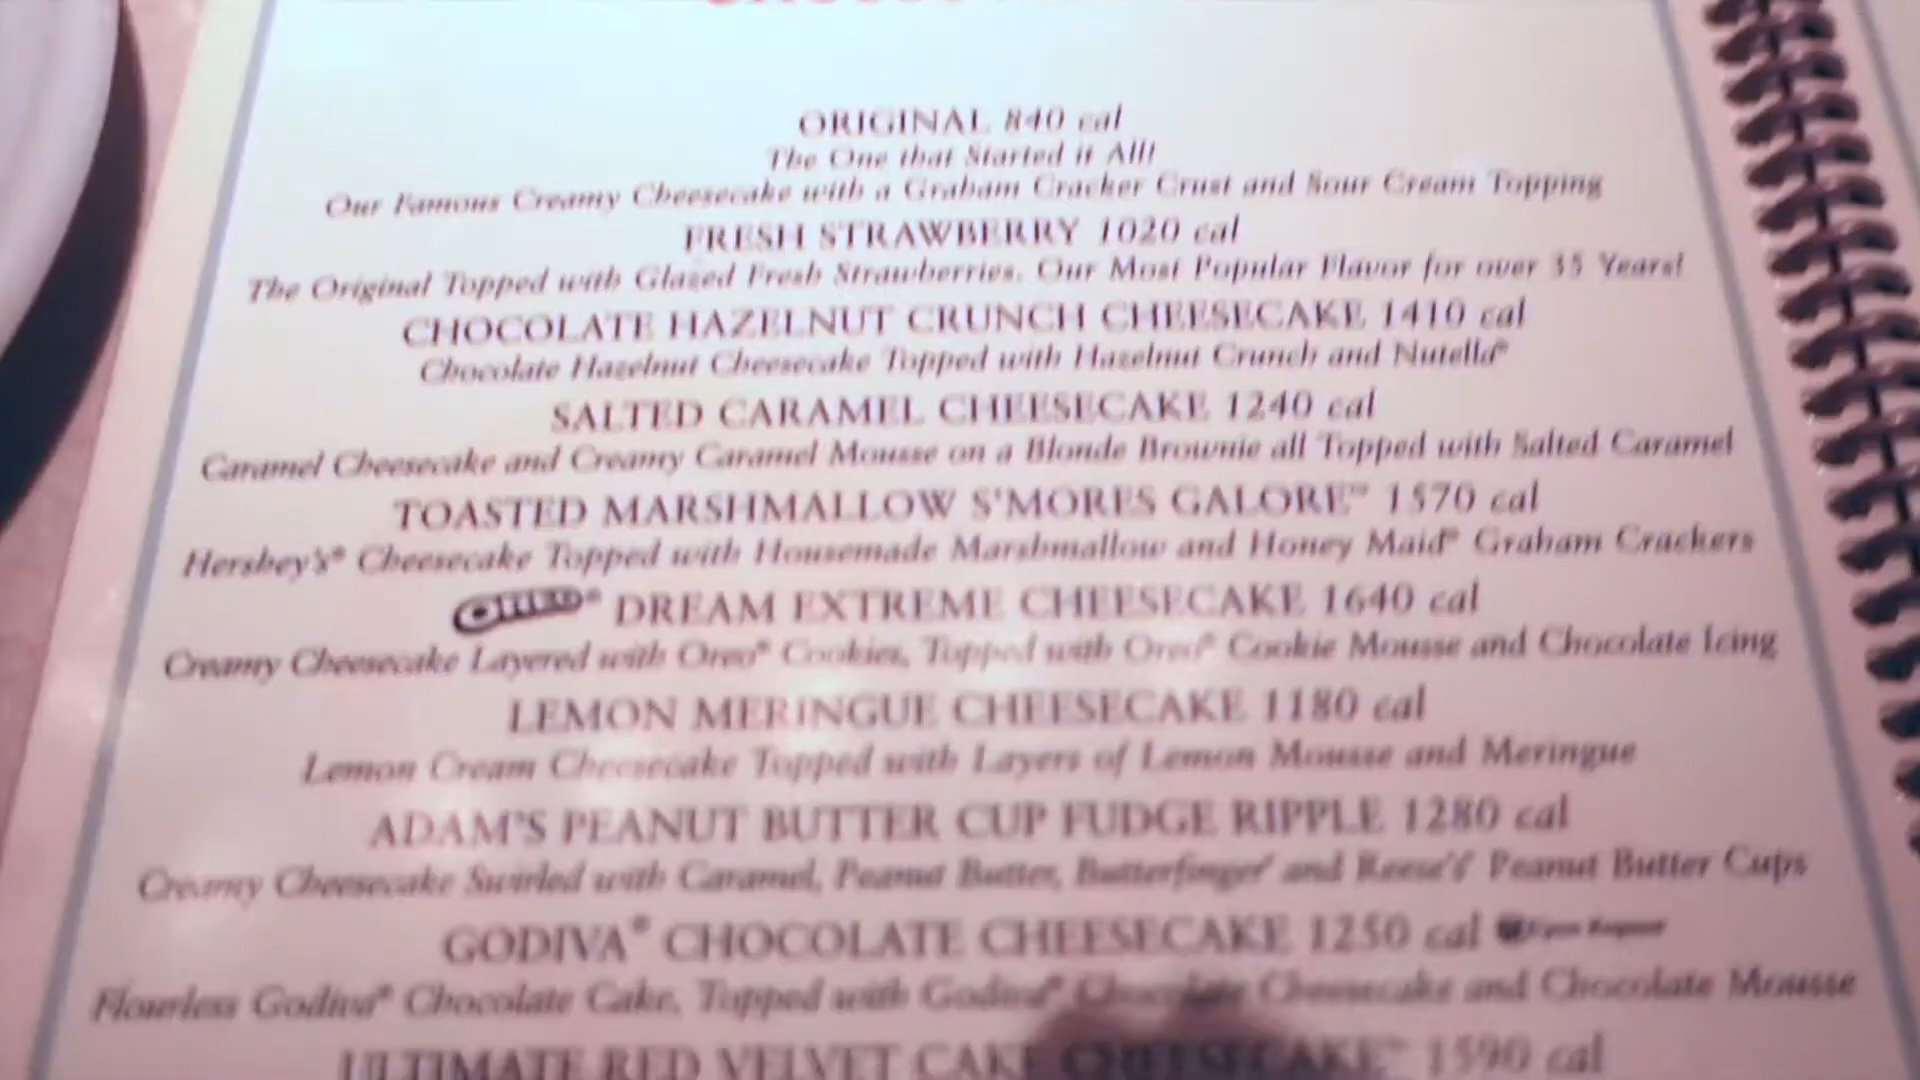 ORIGINAL 840 cal
The One that Started it All!
Our Famous Creamy Cheesecake with a Graham Cracker Crust and Sour Cream Topping
FRESH STRAWBERRY 1020 cal
The Original Topped with Glazed Fresh Strawberries. Our Most Popular Flavor for over 35 Years!
CHOCOLATE HAZELNUT CRUNCH CHEESECAKE 1410 cal
Chocolate Hazelnut Cheesecake Topped with Hazelnut Crunch and Nutella®
SALTED CARAMEL CHEESECAKE 1240 cal
Caramel Cheesecake and Creamy Caramel Mousse on a Blonde Brownie all Topped with Salted Caramel
TOASTED MARSHMALLOW S'MORES GALORE™ 1570 cal
Hershey's® Cheesecake Topped with Housemade Marshmallow and Honey Maid® Graham Crackers
OREO® DREAM EXTREME CHEESECAKE 1640 cal
Creamy Cheesecake Layered with Oreo® Cookies, Topped with Oreo® Cookie Mousse and Chocolate Icing
LEMON MERINGUE CHEESECAKE 1180 cal
Lemon Cream Cheesecake Topped with Layers of Lemon Mousse and Meringue
ADAM'S PEANUT BUTTER CUP FUDGE RIPPLE 1280 cal
Creamy Cheesecake Swirled with Caramel, Peanut Butter, Butterfinger® and Reese's® Peanut Butter Cups
GODIVA® CHOCOLATE CHEESECAKE 1250 cal
Flourless Godiva® Chocolate Cake, Topped with Godiva® Chocolate Cheesecake and Chocolate Mousse
ULTIMATE RED VELVET CAKE CHEESECAKE™ 1590 cal